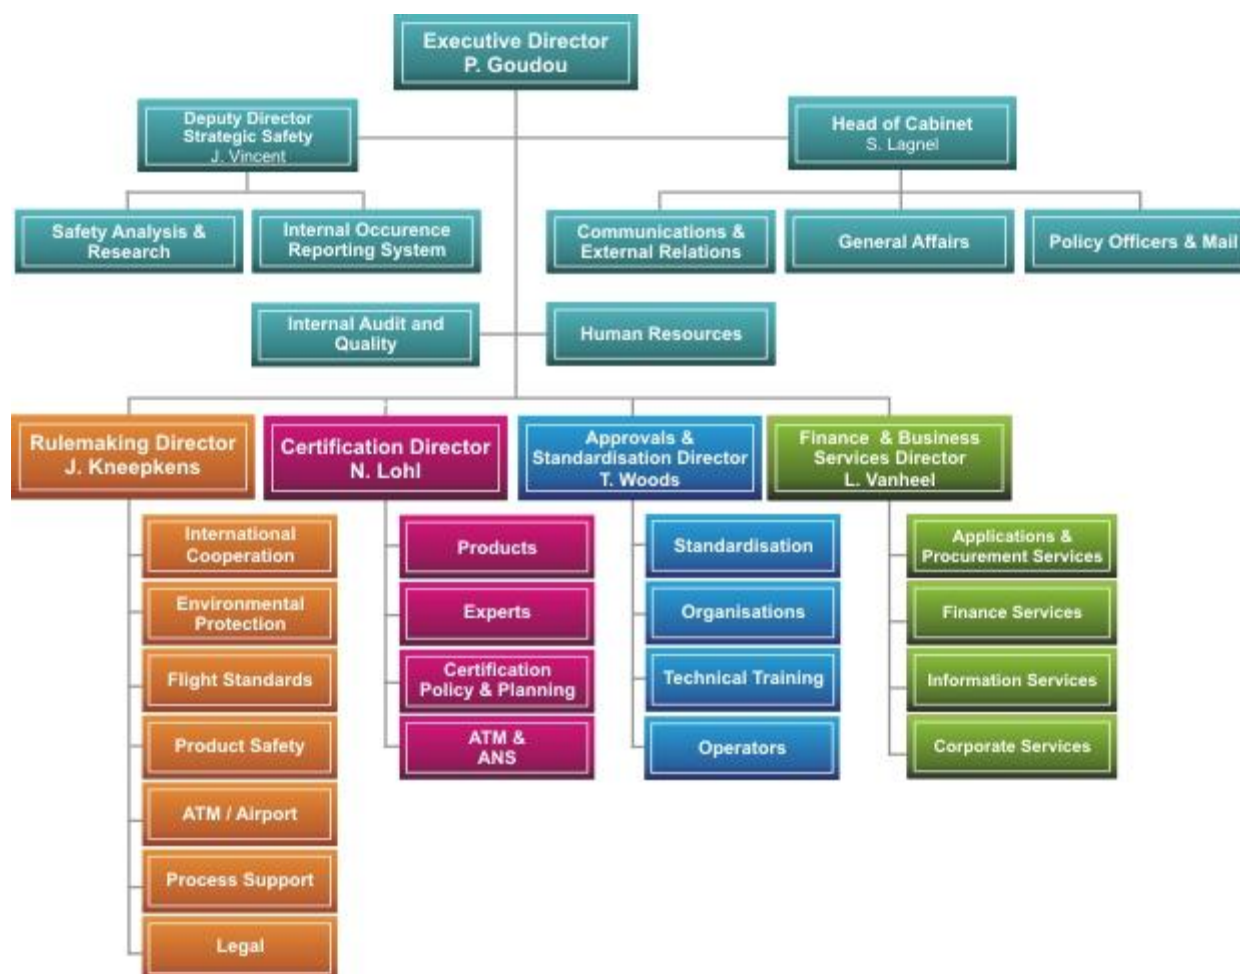 Executive Director
P. Goudou
Deputy Director
Strategic Safety
J. Vincent
Head of Cabinet
S. Lagnel
Safety Analysis &
Research
Internal Occurence
Reporting System
Communications &
External Relations
General Affairs
Policy Officers & Mail
Internal Audit and
Quality
Human Resources
Rulemaking Director
J. Kneepkens
Certification Director
N. Lohl
Approvals &
Standardisation Director
T. Woods
Finance & Business
Services Director
L. Vanheel
International
Cooperation
Environmental
Protection
Flight Standards
Product Safety
ATM / Airport
Process Support
Legal
Products
Experts
Certification
Policy & Planning
ATM &
ANS
Standardisation
Organisations
Technical Training
Operators
Applications &
Procurement Services
Finance Services
Information Services
Corporate Services